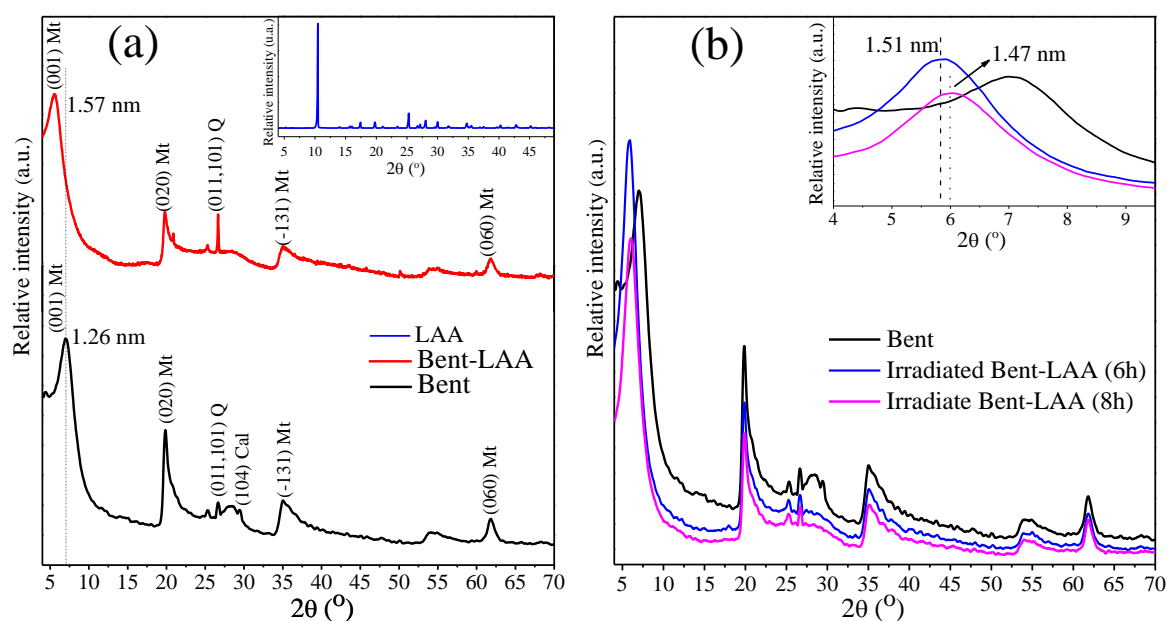 (a)
(001) Mt
1.57 nm
(020) Mt
(011,101) Q
(-131) Mt
(060) Mt
Relative intensity (u.a.)
5 10 15 20 25 30 35 40 45
2θ (°)
(001) Mt
1.26 nm
(020) Mt
(011,101) Q
(104) Cal
(-131) Mt
(060) Mt
LAA
Bent-LAA
Bent
Relative intensity (a.u.)
5 10 15 20 25 30 35 40 45 50 55 60 65 70
2θ (°)
(b)
1.51 nm
1.47 nm
Relative intensity (a.u.)
4 5 6 7 8 9
2θ (°)
Bent
Irradiated Bent-LAA (6h)
Irradiate Bent-LAA (8h)
Relative intensity (a.u.)
5 10 15 20 25 30 35 40 45 50 55 60 65 70
2θ (°)